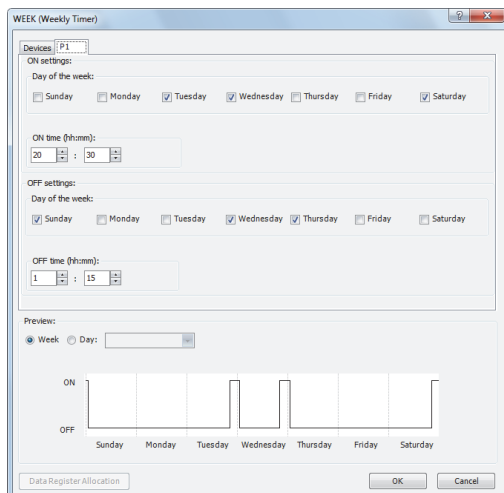 WEEK (Weekly Timer)
Devices P1
ON settings:
Day of the week:
Sunday Monday Tuesday Wednesday Thursday Friday Saturday
ON time (hh:mm):
20 : 30
OFF settings:
Day of the week:
Sunday Monday Tuesday Wednesday Thursday Friday Saturday
OFF time (hh:mm):
1 : 15
Preview:
Week Day:
ON
OFF
Sunday Monday Tuesday Wednesday Thursday Friday Saturday
Data Register Allocation OK Cancel